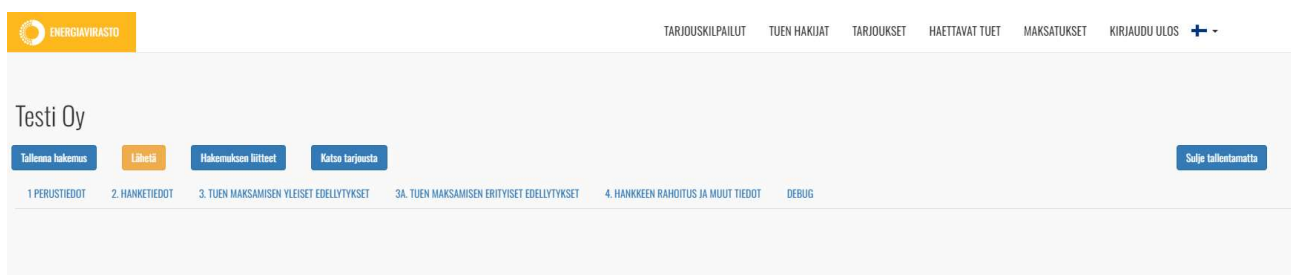 ENERGIAVIRASTO TARJOUSKILPAILUT TUEN HAKIJAT TARJOUKSET HAETTAVAT TUET MAKSATUKSET KIRJAUDU ULOS
Testi Oy
Tallenna hakemus Lähetä Hakemuksen liitteet Katso tarjousta Sulje tallentamatta
1 PERUSTIEDOT 2. HANKETIEDOT 3. TUEN MAKSAMISEN YLEISET EDELLYTYKSET 3A. TUEN MAKSAMISEN ERITYISET EDELLYTYKSET 4. HANKKEEN RAHOITUS JA MUUT TIEDOT DEBUG